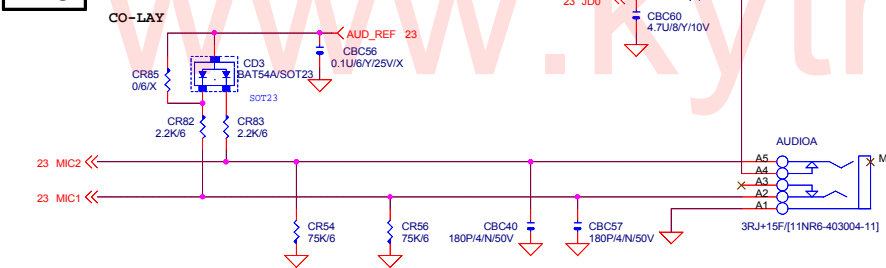 23 JD0
CO-LAY
CBC60
4.7U/8/Y/10V
AUD_REF 23
CBC56
0.1U/6/Y/25V/X
CD3
BAT54A/SOT23
CR85
0/6/X
SOT23
CR82
2.2K/6
CR83
2.2K/6
www.kyt
AUDIOA
23 MIC2
A5
A4
A3
A2
A1
M
23 MIC1
CR54
75K/6
CR56
75K/6
CBC40
180P/4/N/50V
CBC57
180P/4/N/50V
3RJ+15F/[11NR6-403004-11]